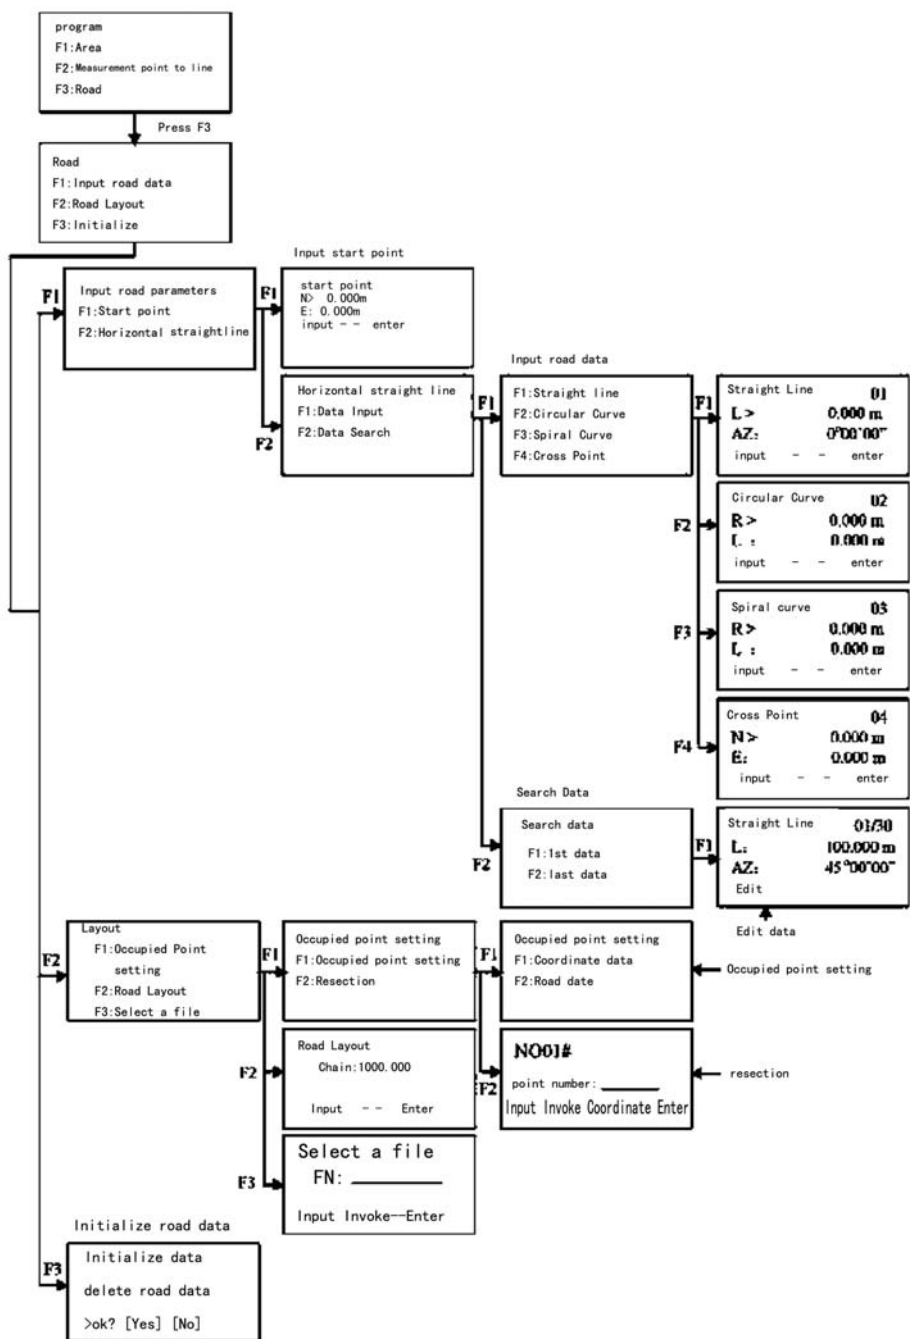 program
F1:Area
F2:Measurement point to line
F3:Road
Press F3
Road
F1:Input road data
F2:Road Layout
F3:Initialize
F1
Input road parameters
F1:Start point
F2:Horizontal straightline
F1
Input start point
start point
N> 0.000m
E: 0.000m
input -- enter
F2
Horizontal straight line
F1:Data Input
F2:Data Search
F1
Input road data
F1:Straight line
F2:Circular Curve
F3:Spiral Curve
F4:Cross Point
F1
Straight Line 01
L> 0.000 m
AZ: 0°00'00"
input - - enter
F2
Circular Curve 02
R> 0.000 m
L : 0.000 m
input - - enter
F3
Spiral curve 03
R> 0.000 m
L : 0.000 m
input - - enter
F4
Cross Point 04
N> 0.000 m
E: 0.000 m
input - - enter
F2
Search Data
Search data
F1:1st data
F2:last data
F1
Straight Line 01/30
L: 100.000 m
AZ: 45°00'00"
Edit
Edit data
F2
Layout
F1:Occupied Point
setting
F2:Road Layout
F3:Select a file
F1
Occupied point setting
F1:Occupied point setting
F2:Resection
F1
Occupied point setting
F1:Coordinate data
F2:Road date
Occupied point setting
F2
Road Layout
Chain:1000.000
Input -- Enter
F2
NO01#
point number:
Input Invoke Coordinate Enter
resection
F3
Select a file
FN:
Input Invoke--Enter
Initialize road data
F3
Initialize data
delete road data
>ok? [Yes] [No]